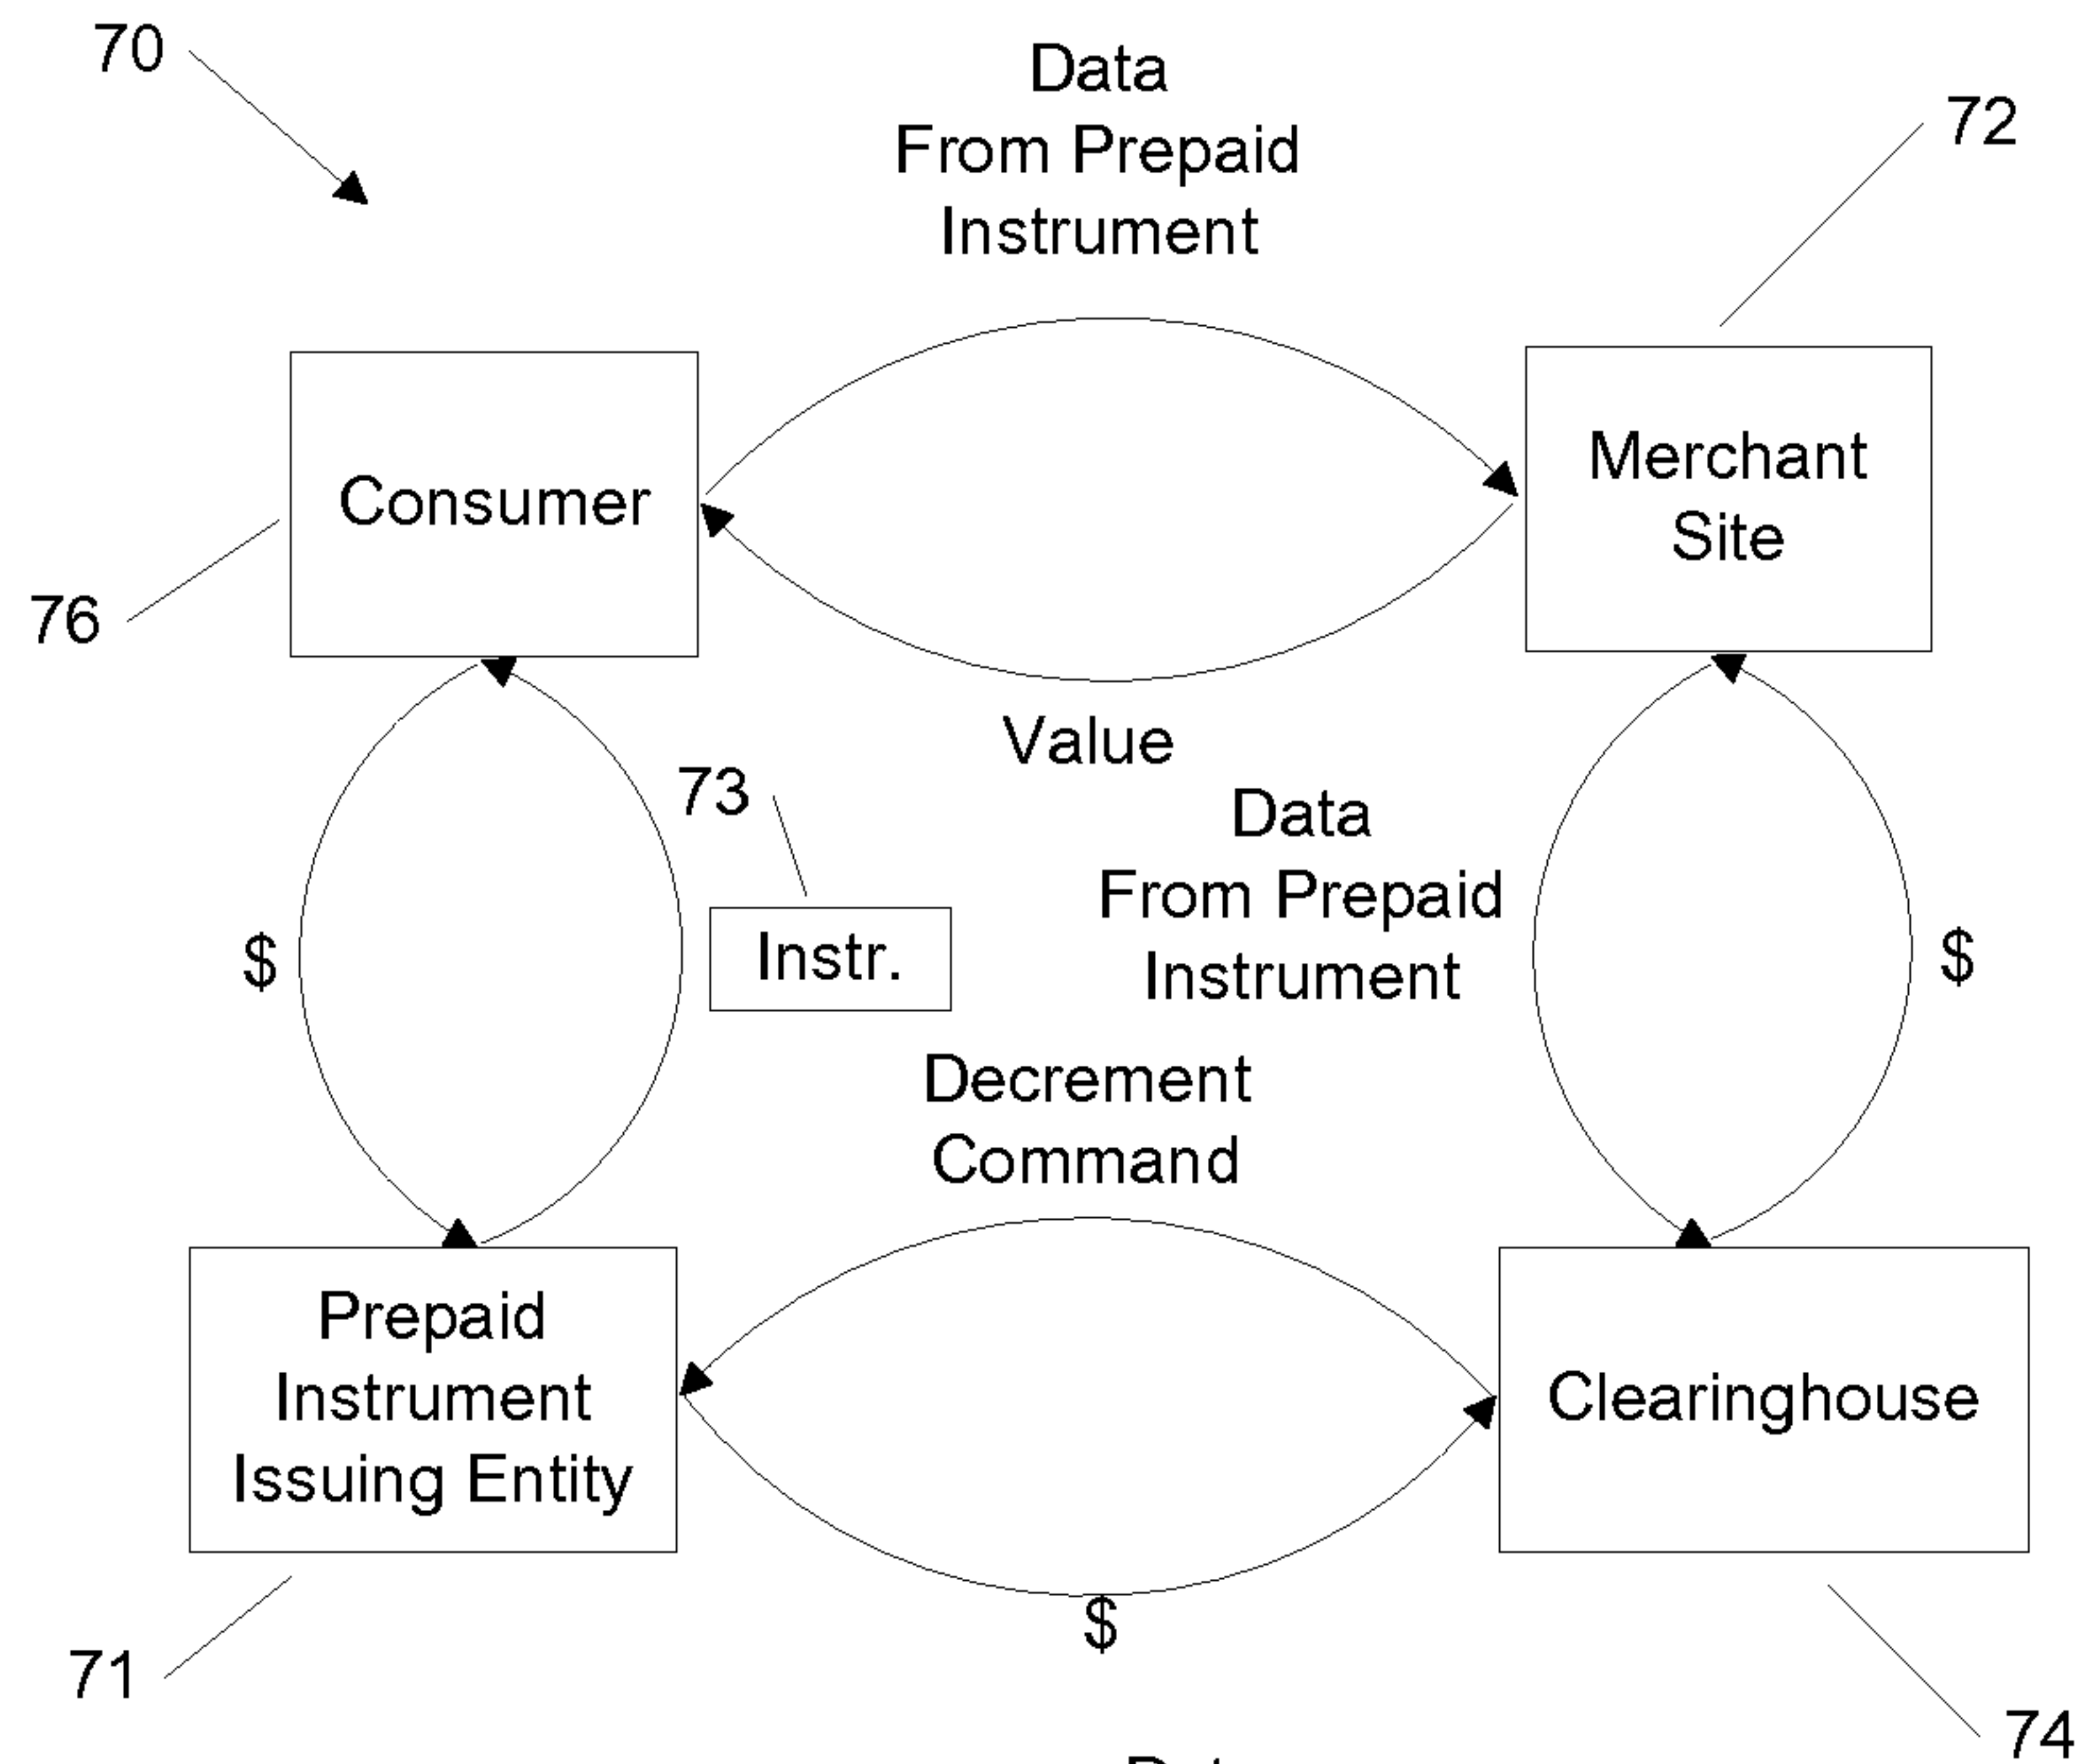 70
Data
From Prepaid
Instrument
72
Consumer
Merchant
Site
76
Value
73
Data
From Prepaid
Instrument
$
Instr.
$
Decrement
Command
Prepaid
Instrument
Issuing Entity
Clearinghouse
$
71
74